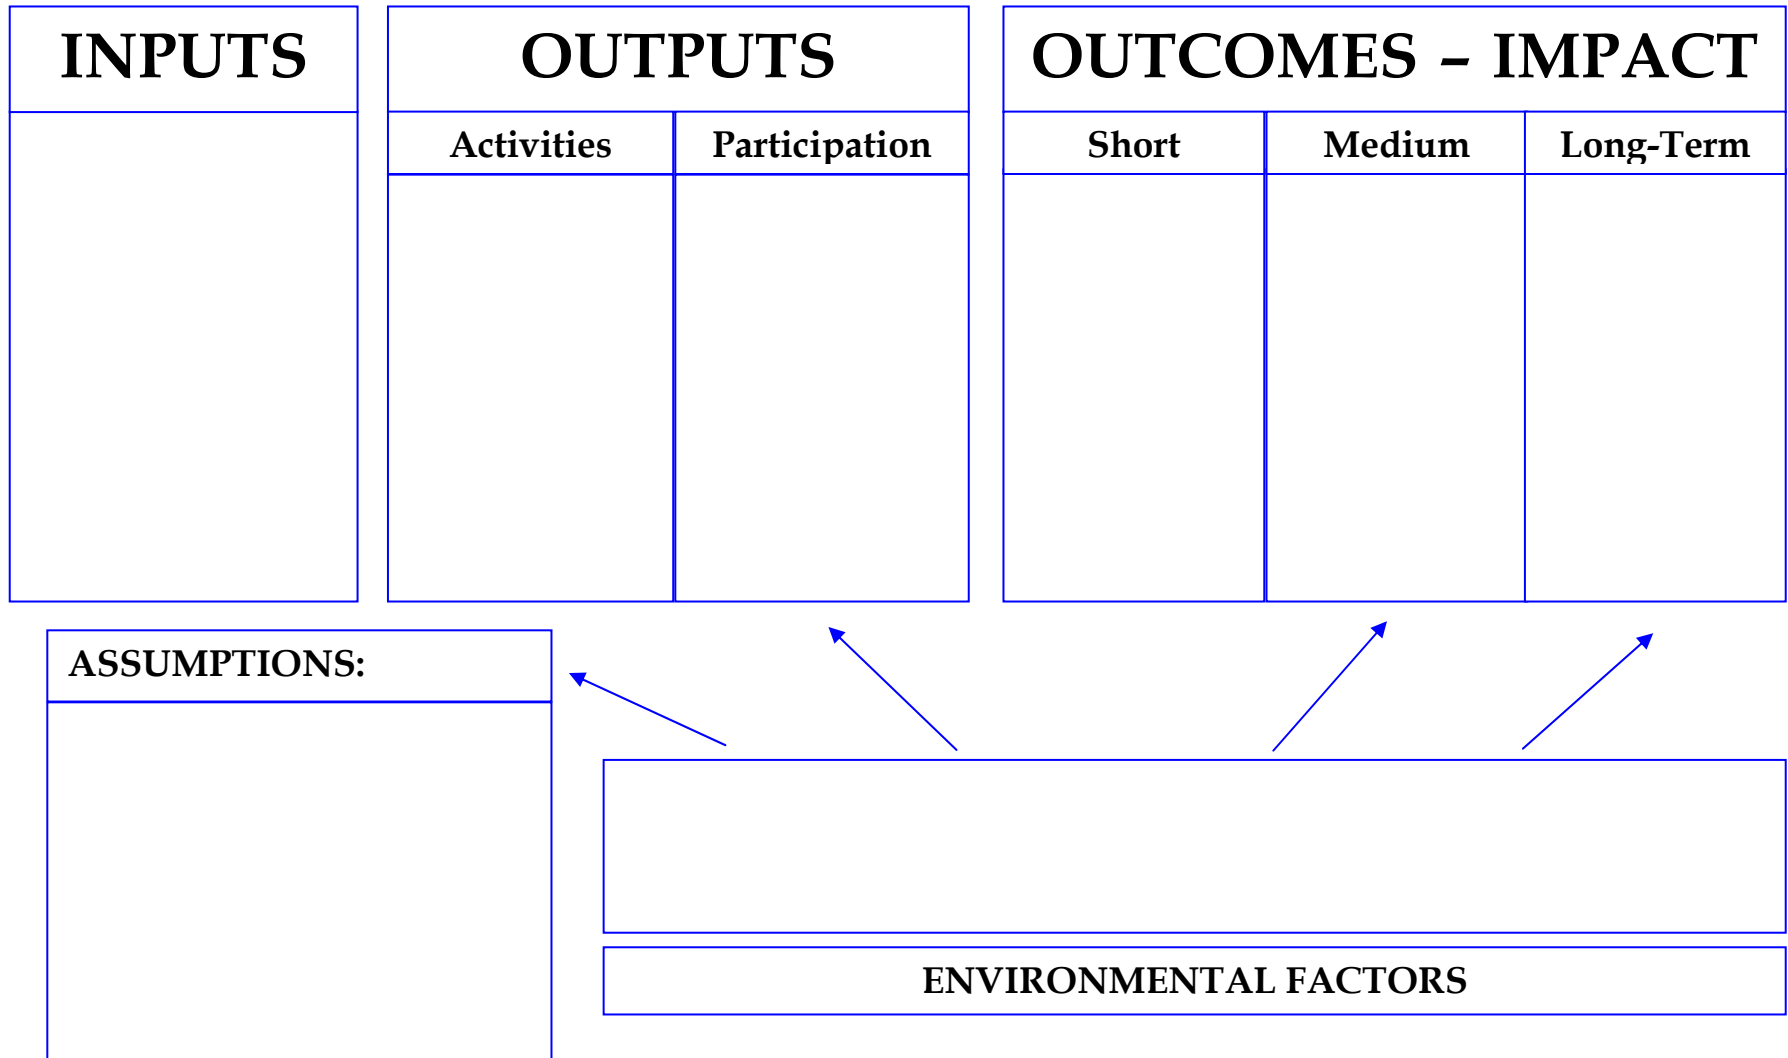 INPUTS
OUTPUTS
OUTCOMES – IMPACT
Activities
Participation
Short
Medium
Long-Term
ASSUMPTIONS:
ENVIRONMENTAL FACTORS